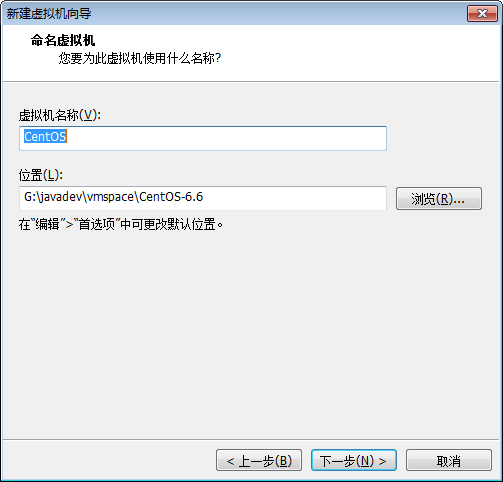 新建虚拟机向导
命名虚拟机
您要为此虚拟机使用什么名称?
虚拟机名称(V):
CentOS
位置(L):
G:\javadev\vmspace\CentOS-6.6
浏览(R)...
在“编辑”>“首选项”中可更改默认位置。
< 上一步(B)
下一步(N) >
取消